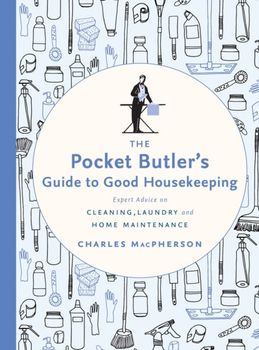 THE
Pocket Butler's
Guide to Good Housekeeping
Expert Advice on
CLEANING, LAUNDRY and
HOME MAINTENANCE
CHARLES MACPHERSON